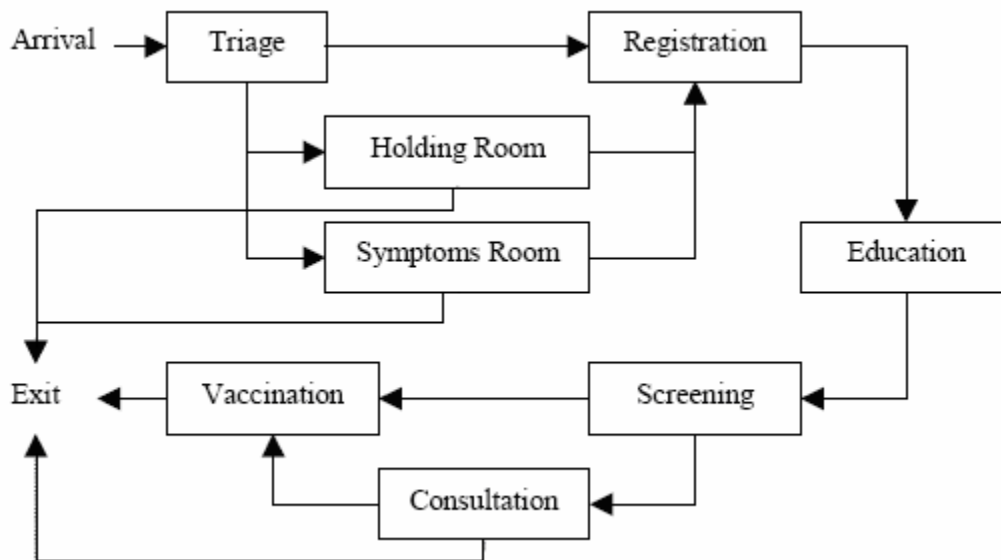 Arrival
Triage
Registration
Holding Room
Symptoms Room
Education
Exit
Vaccination
Screening
Consultation